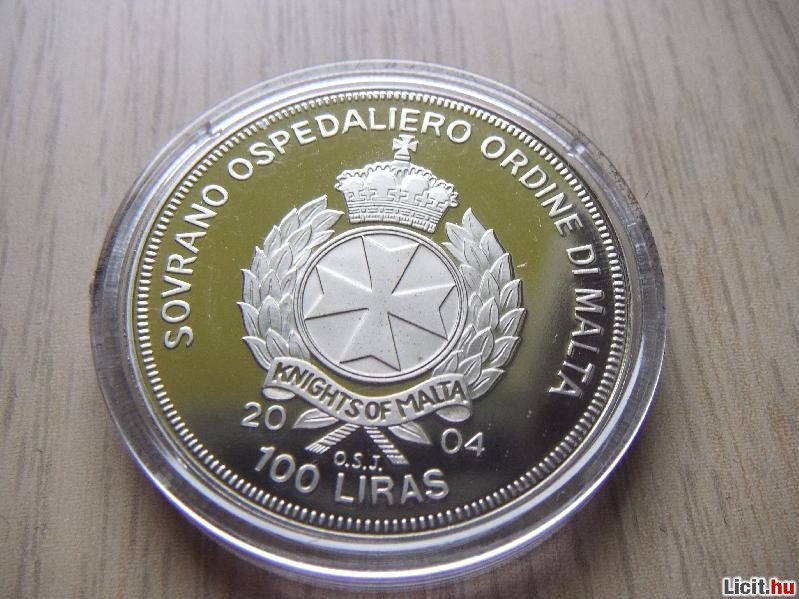 SOVRANO OSPEDALIERO ORDINE DI MALTA
KNIGHTS OF MALTA
20 04
O.S.J.
100 LIRAS
Licit.hu